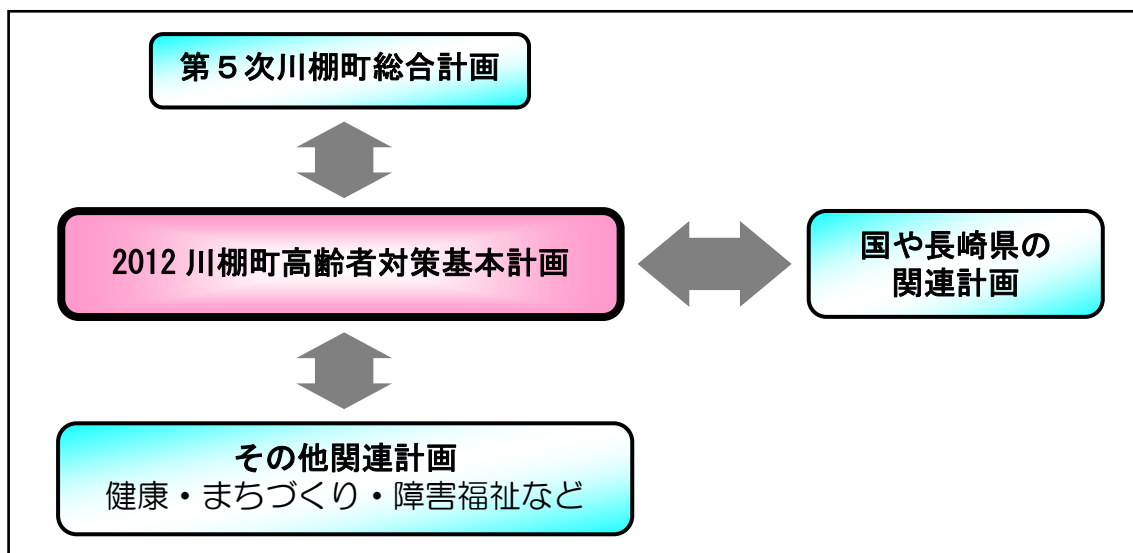 第５次川棚町総合計画
2012 川棚町高齢者対策基本計画
国や長崎県の
関連計画
その他関連計画
健康・まちづくり・障害福祉など